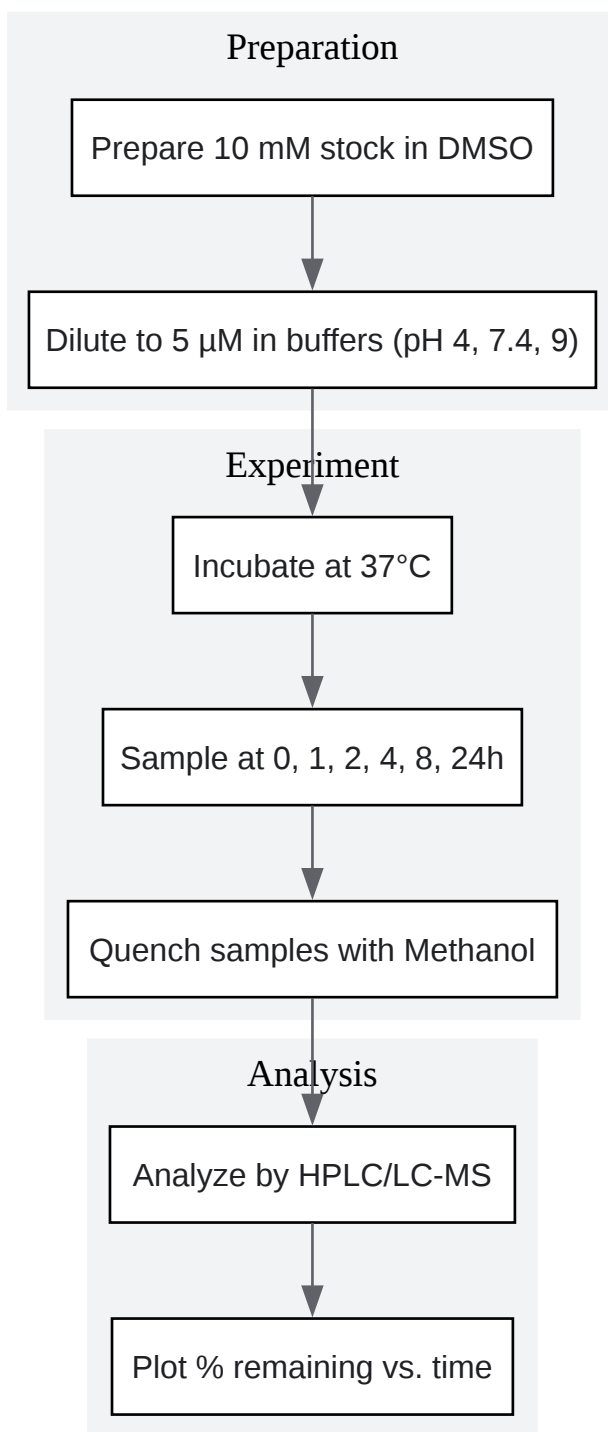 Preparation
Prepare 10 mM stock in DMSO
Dilute to 5 µM in buffers (pH 4, 7.4, 9)
Experiment
Incubate at 37°C
Sample at 0, 1, 2, 4, 8, 24h
Quench samples with Methanol
Analysis
Analyze by HPLC/LC-MS
Plot % remaining vs. time